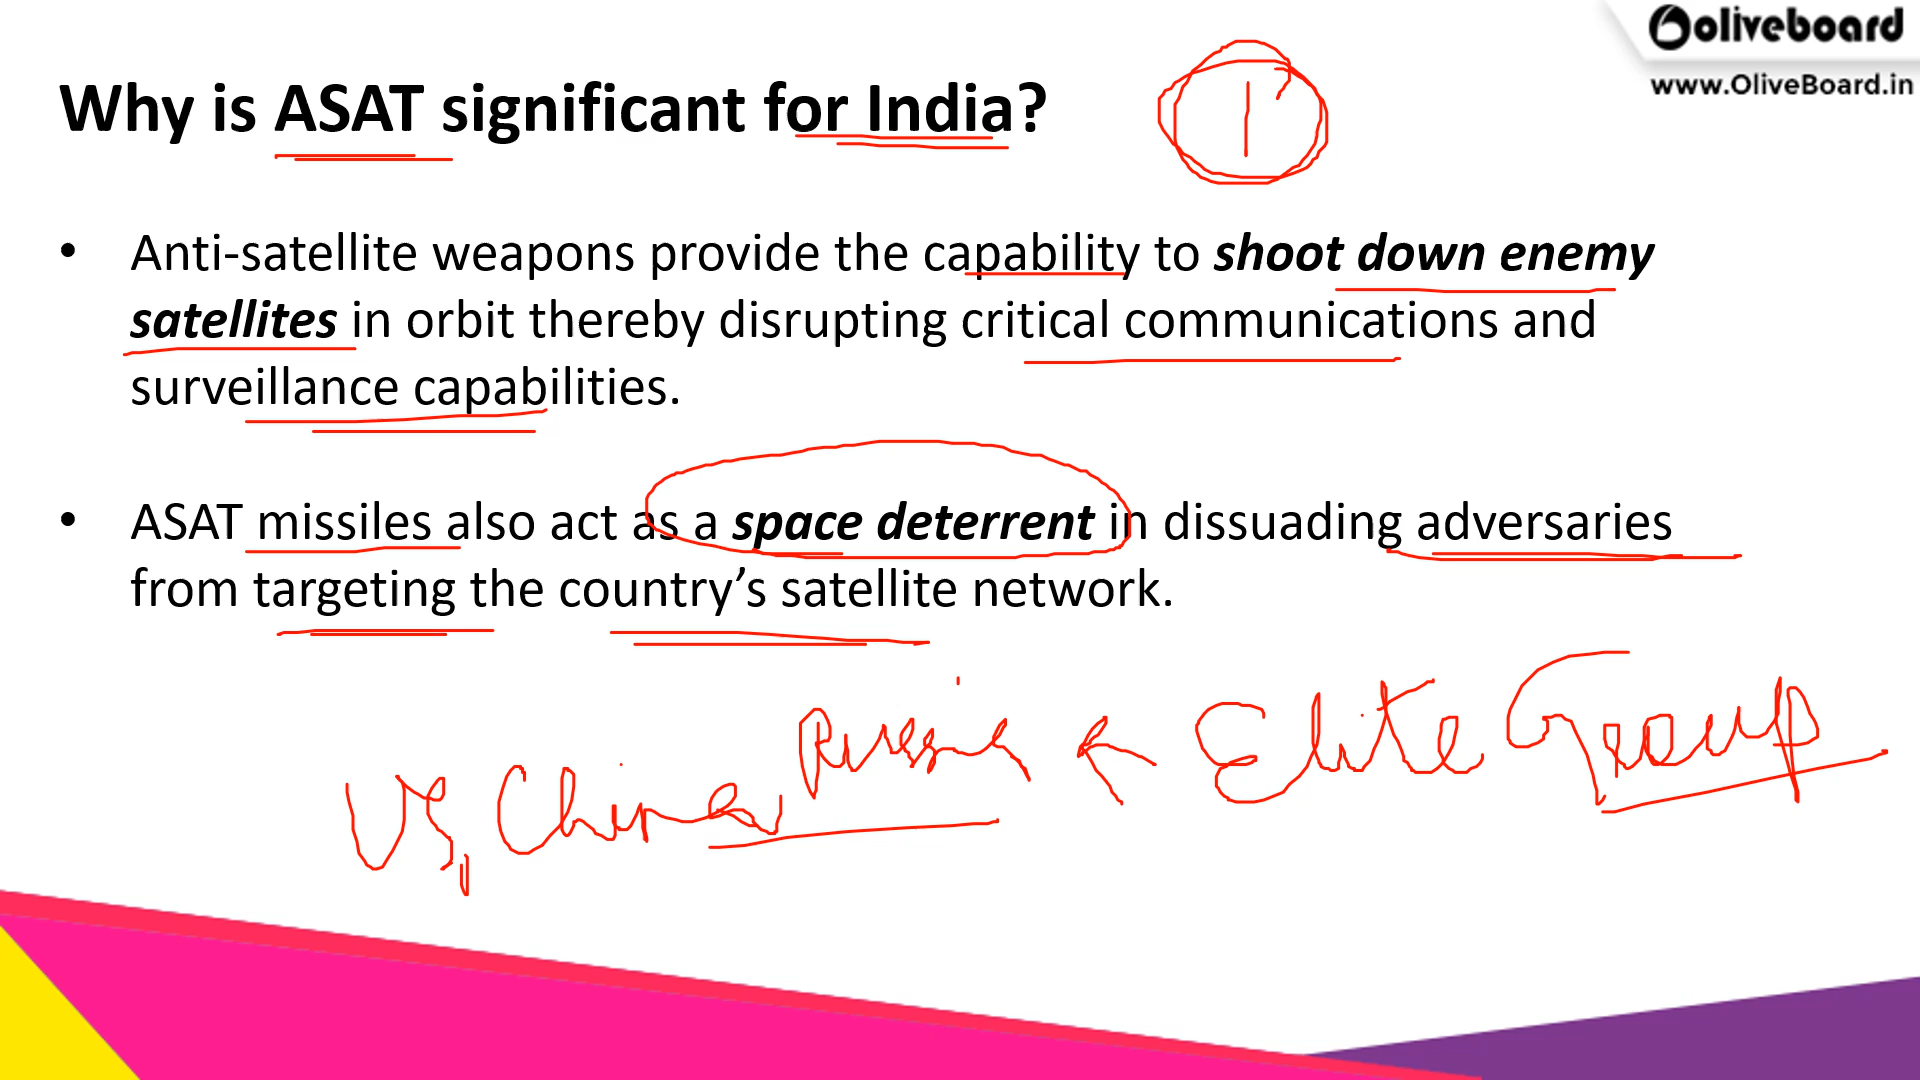 oliveboard
www.OliveBoard.in
Why is ASAT significant for India?
1
• Anti-satellite weapons provide the capability to shoot down enemy
satellites in orbit thereby disrupting critical communications and
surveillance capabilities.
• ASAT missiles also act as a space deterrent in dissuading adversaries
from targeting the country’s satellite network.
US, China Russia ← Elite Group